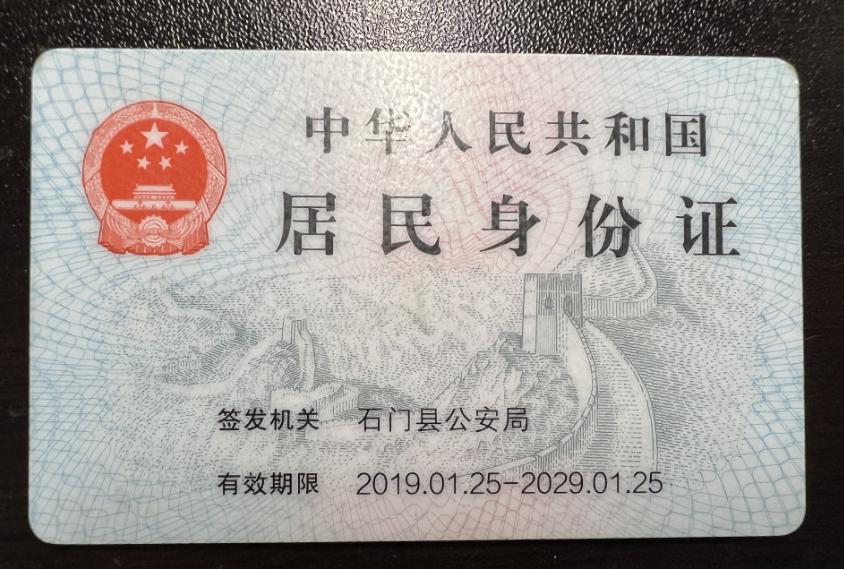 中华人民共和国
居民身份证
签发机关 石门县公安局
有效期限 2019.01.25-2029.01.25